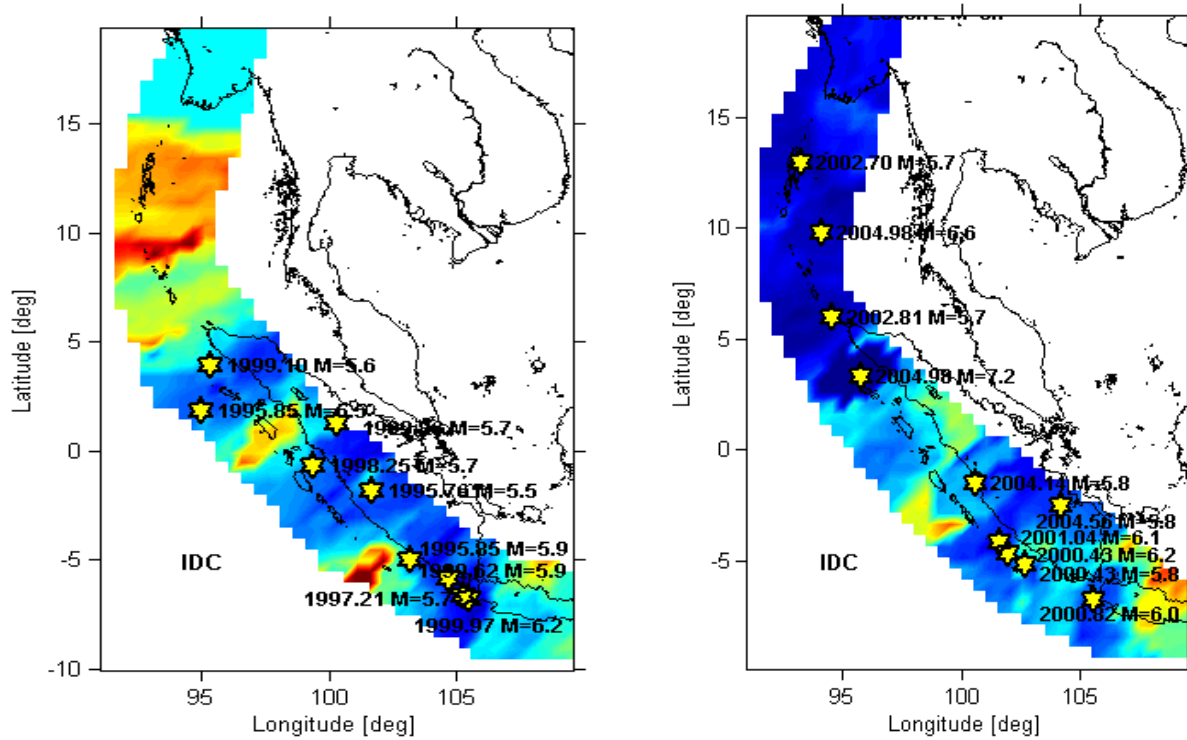 15
10
5
0
-5
-10
Latitude [deg]
1999.10 M=5.6
1995.85 M=6.5
M=5.7
1998.25 M=5.7
M=5.5
1995.85 M=5.9
M=5.9
1997.21 M=5.7
1999.97 M=6.2
IDC
95
100
105
Longitude [deg]
15
10
5
0
-5
Latitude [deg]
2002.70 M=5.7
2004.98 M=6.6
2002.81 M=5.7
2004.98 M=7.2
2004.14 M=5.8
2004.56 M=5.8
2001.04 M=6.1
2000.43 M=6.2
2000.43 M=5.8
2000.82 M=6.0
IDC
95
100
105
Longitude [deg]